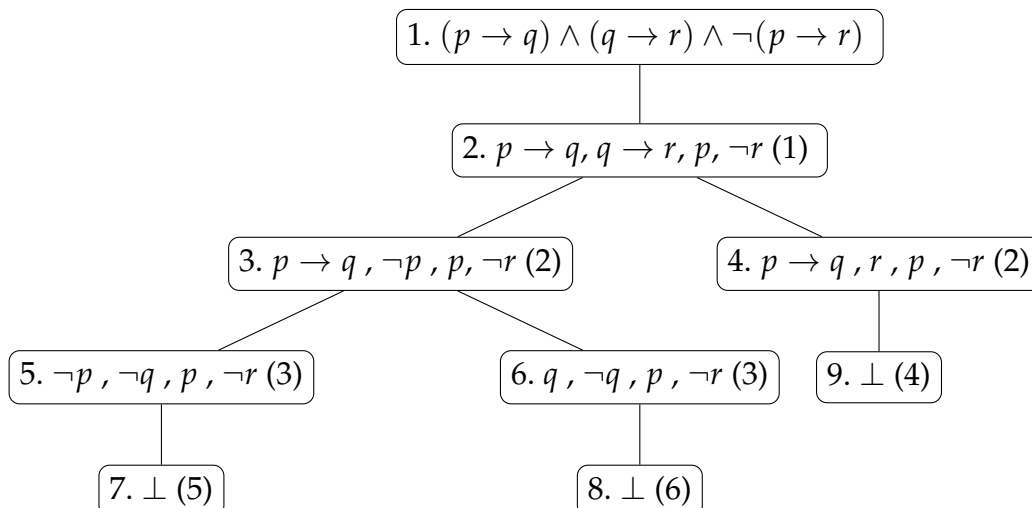 1. (p → q) ∧ (q → r) ∧ ¬(p → r)
2. p → q, q → r, p, ¬r (1)
3. p → q , ¬p , p, ¬r (2)
4. p → q , r , p , ¬r (2)
5. ¬p , ¬q , p , ¬r (3)
6. q , ¬q , p , ¬r (3)
9. ⊥ (4)
7. ⊥ (5)
8. ⊥ (6)